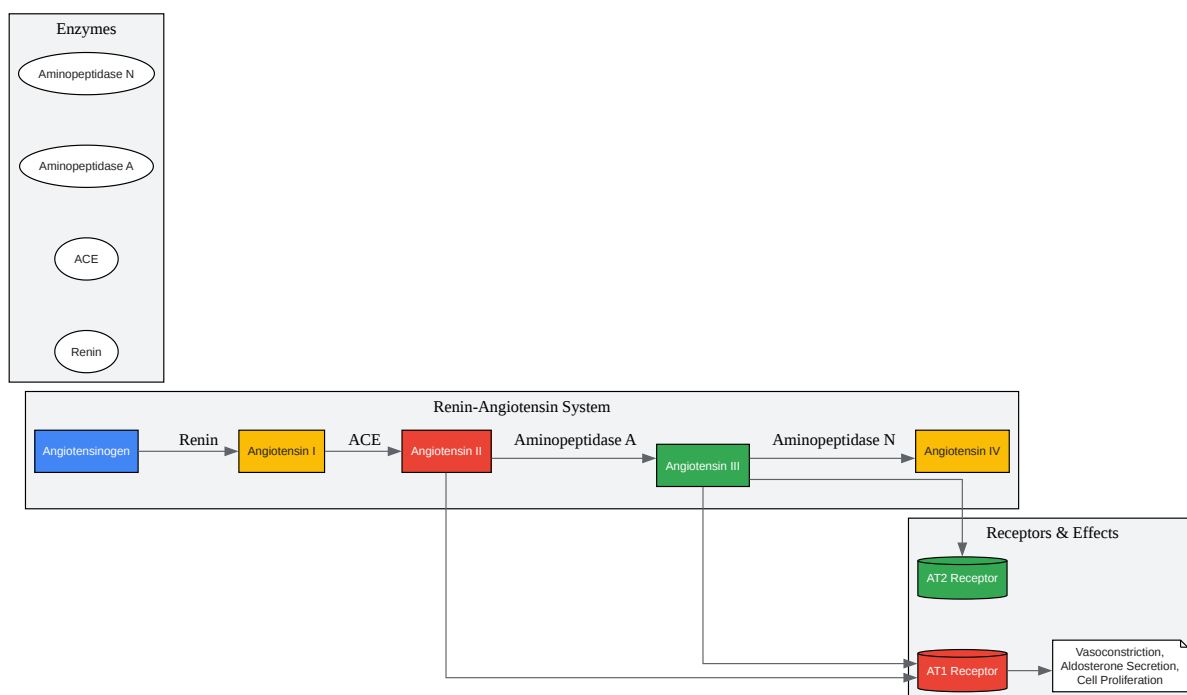 Enzymes
Aminopeptidase N
Aminopeptidase A
ACE
Renin
Renin-Angiotensin System
Angiotensinogen
Renin
Angiotensin I
ACE
Angiotensin II
Aminopeptidase A
Angiotensin III
Aminopeptidase N
Angiotensin IV
Receptors & Effects
AT2 Receptor
AT1 Receptor
Vasoconstriction,
Aldosterone Secretion,
Cell Proliferation